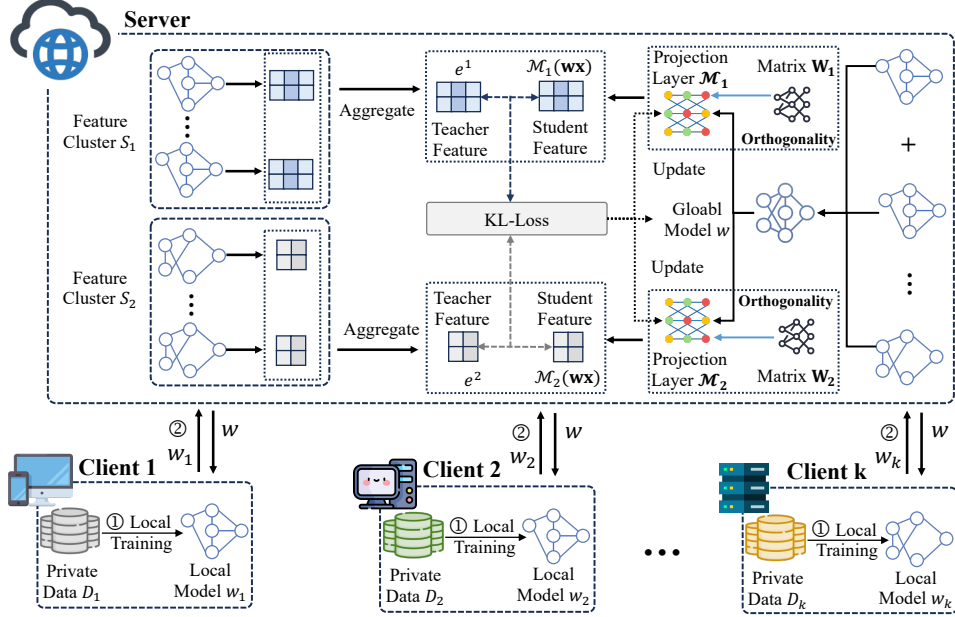 Server
Feature
Cluster S₁
Aggregate
e¹
Teacher
Feature
ℳ₁(wx)
Student
Feature
Projection
Layer ℳ₁
Matrix W₁
Orthogonality
Update
KL-Loss
Gloabl
Model w
+
Update
Feature
Cluster S₂
Aggregate
Teacher
Feature
e²
Student
Feature
ℳ₂(wx)
Orthogonality
Projection
Layer ℳ₂
Matrix W₂
②
w₁
w
②
w₂
w
②
wₖ
w
Client 1
① Local
Training
Private
Data D₁
Local
Model w₁
Client 2
① Local
Training
Private
Data D₂
Local
Model w₂
Client k
① Local
Training
Private
Data Dₖ
Local
Model wₖ